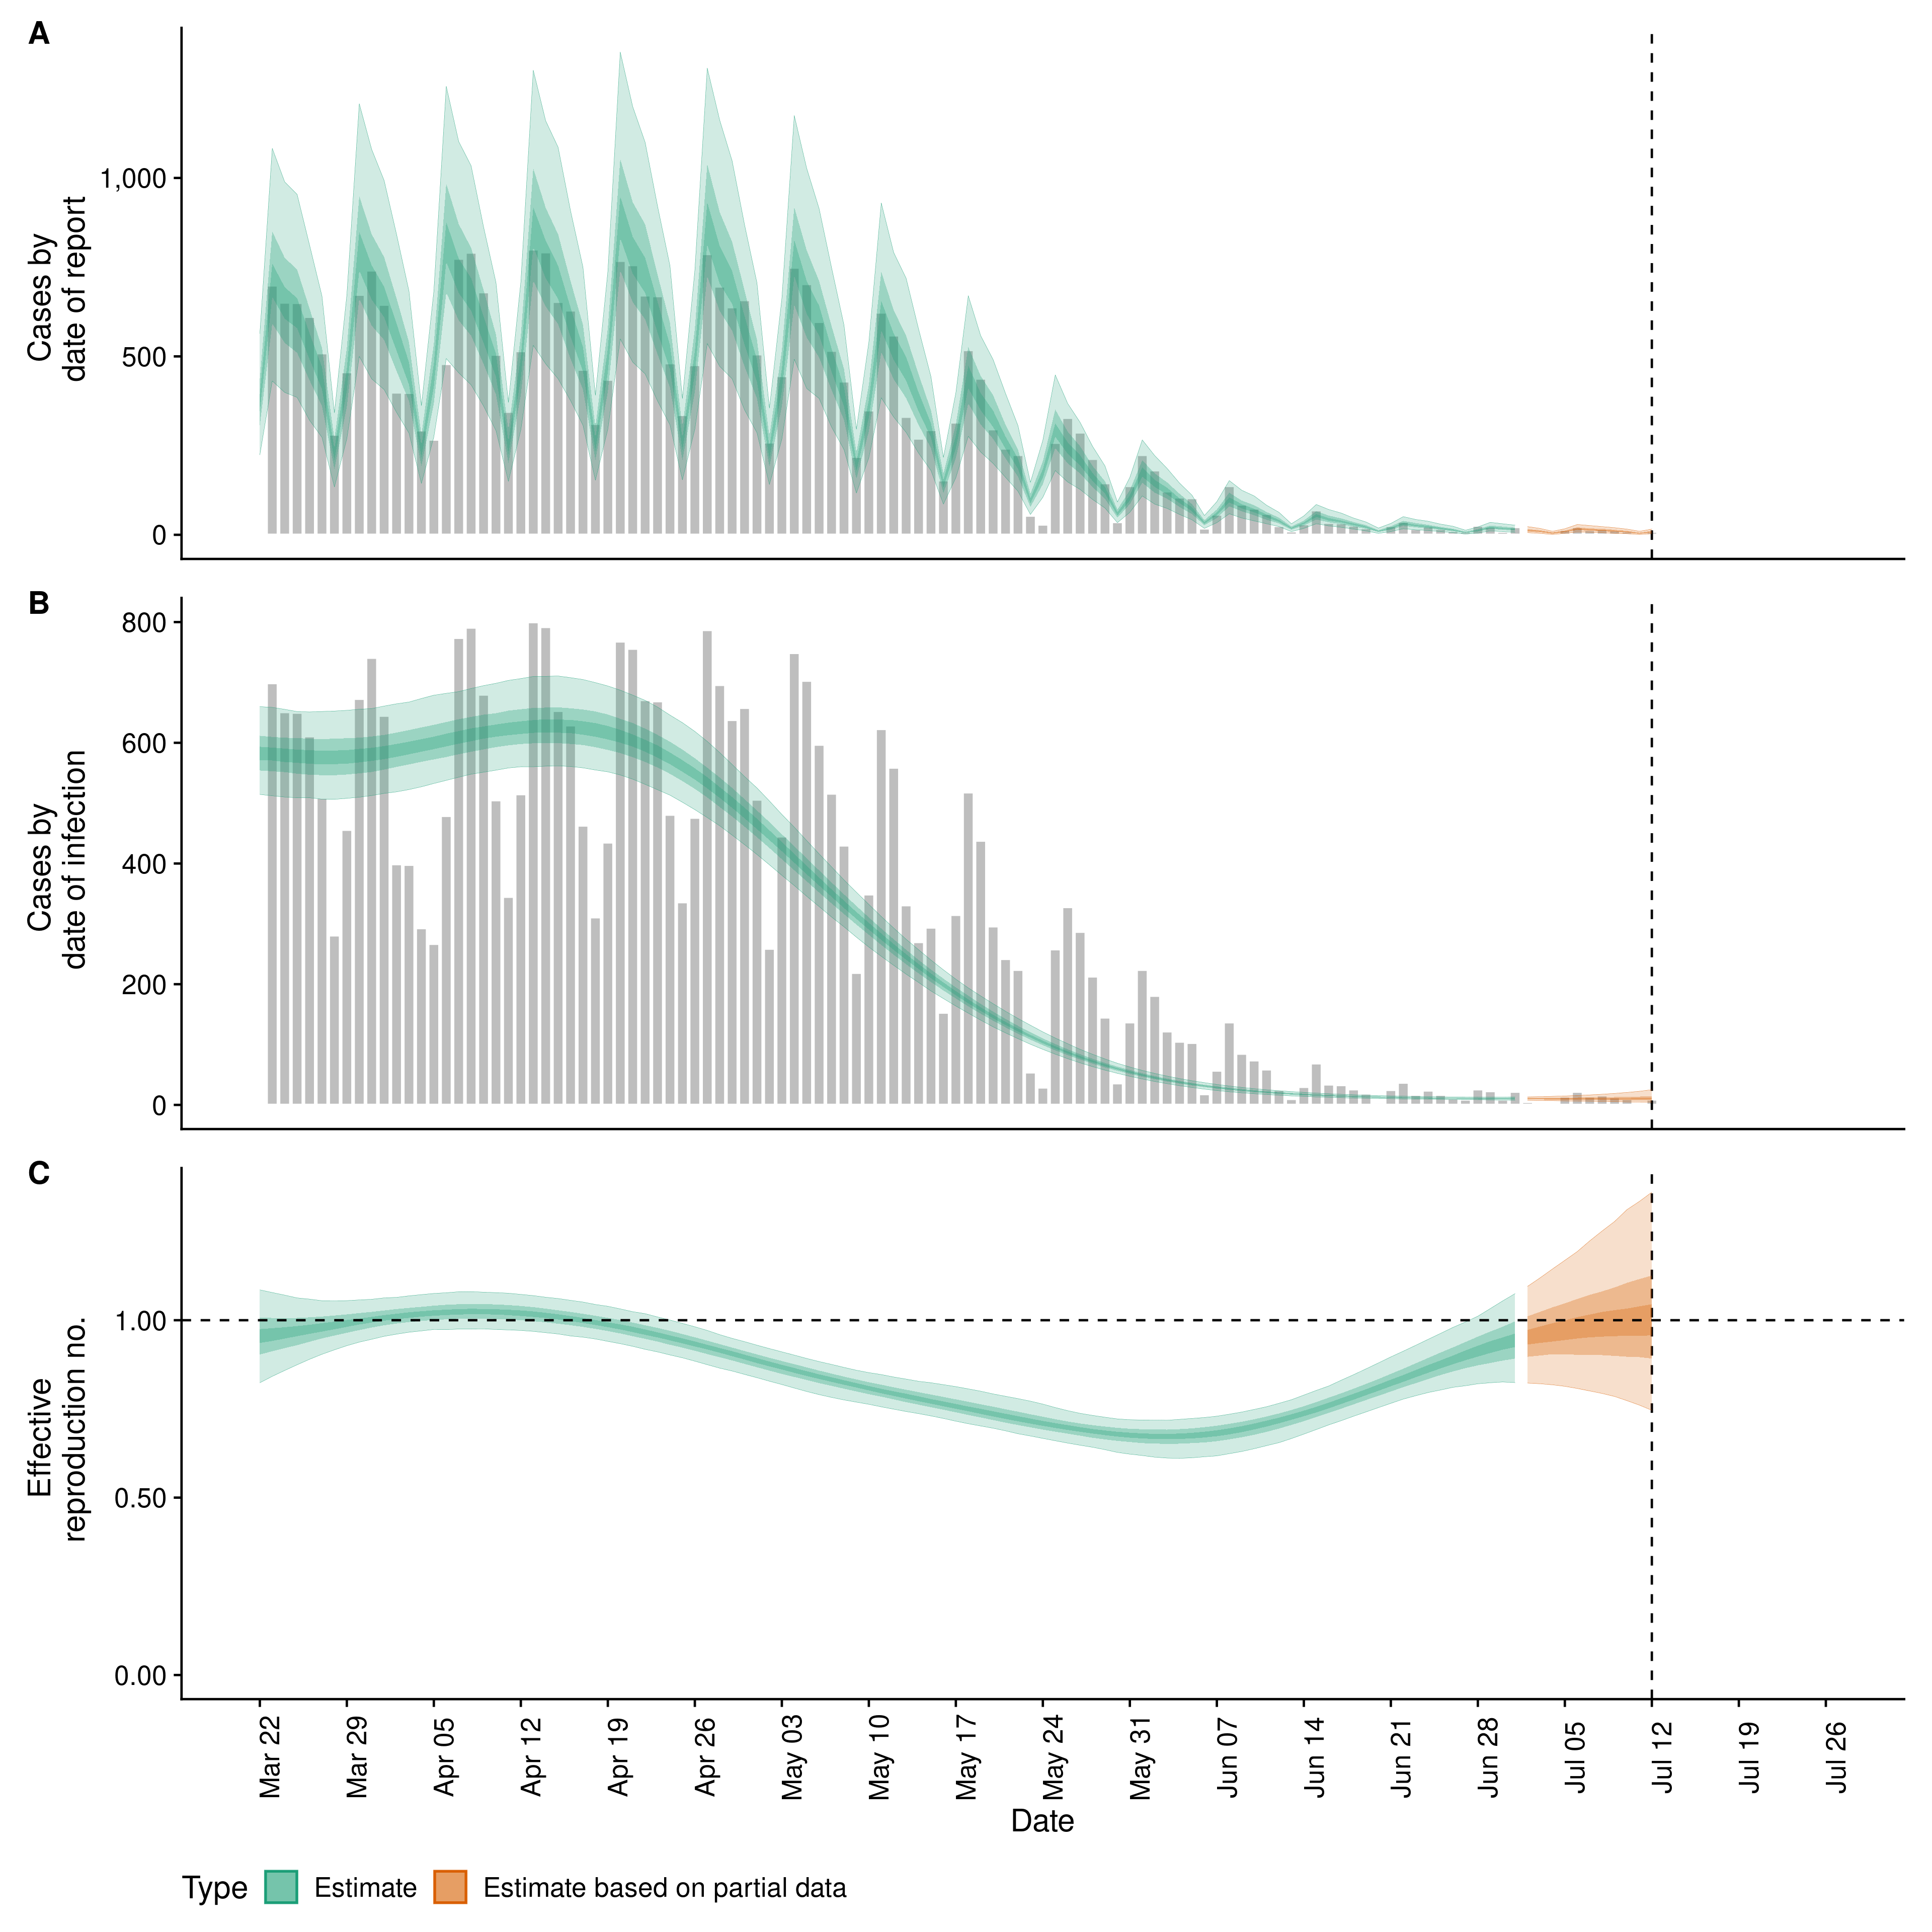 A
Cases by
date of report
1,000
500
0
B
Cases by
date of infection
800
600
400
200
0
C
Effective
reproduction no.
1.00
0.50
0.00
Mar 22
Mar 29
Apr 05
Apr 12
Apr 19
Apr 26
May 03
May 10
May 17
May 24
May 31
Jun 07
Jun 14
Jun 21
Jun 28
Jul 05
Jul 12
Jul 19
Jul 26
Date
Type Estimate Estimate based on partial data